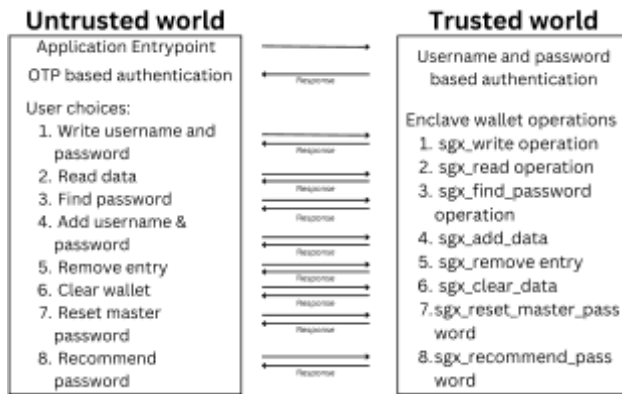 Untrusted world
Application Entrypoint
OTP based authentication
User choices:
1. Write username and
password
2. Read data
3. Find password
4. Add username &
password
5. Remove entry
6. Clear wallet
7. Reset master
password
8. Recommend
password
Response
Response
Response
Response
Response
Response
Response
Response
Response
Trusted world
Username and password
based authentication
Enclave wallet operations
1. sgx_write operation
2. sgx_read operation
3. sgx_find_password
operation
4. sgx_add_data
5. sgx_remove entry
6. sgx_clear_data
7.sgx_reset_master_pass
word
8.sgx_recommend_pass
word